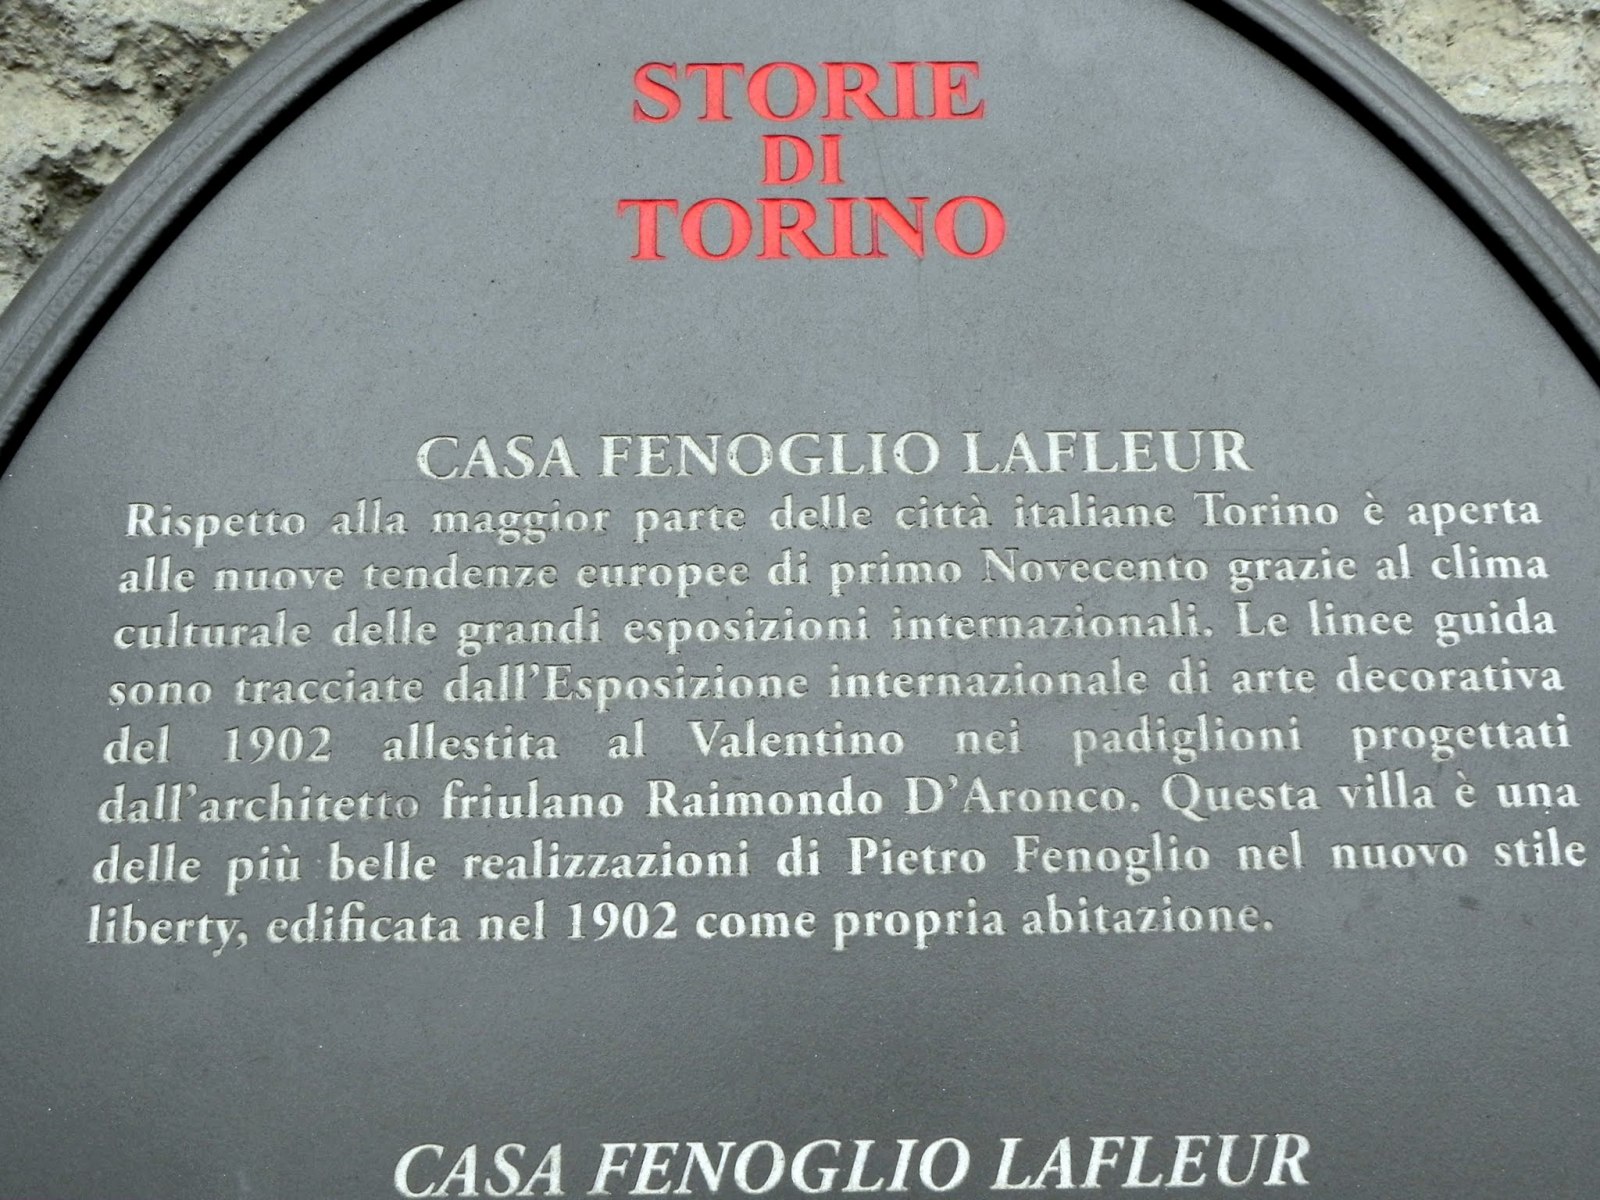 STORIE
DI
TORINO
CASA FENOGLIO LAFLEUR
Rispetto alla maggior parte delle città italiane Torino è aperta
alle nuove tendenze europee di primo Novecento grazie al clima
culturale delle grandi esposizioni internazionali. Le linee guida
sono tracciate dall'Esposizione internazionale di arte decorativa
del 1902 allestita al Valentino nei padiglioni progettati
dall'architetto friulano Raimondo D'Aronco. Questa villa è una
delle più belle realizzazioni di Pietro Fenoglio nel nuovo stile
liberty, edificata nel 1902 come propria abitazione.
CASA FENOGLIO LAFLEUR